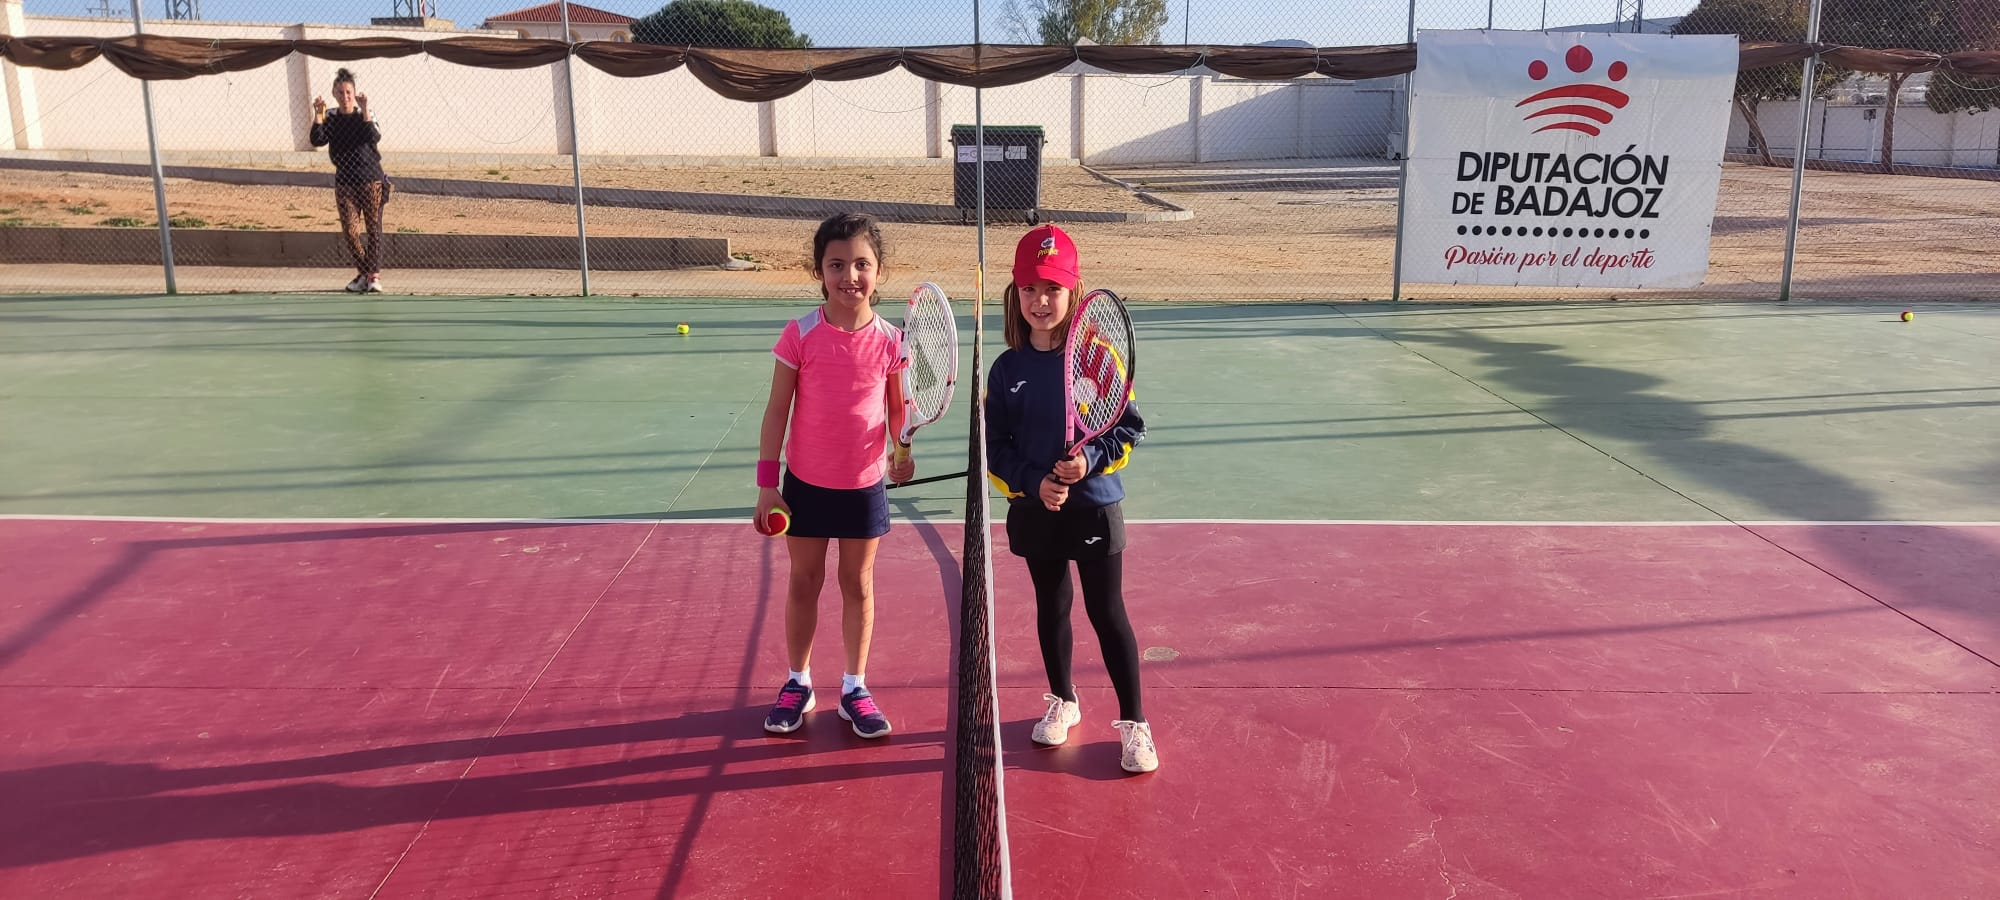 DIPUTACIÓN
DE BADAJOZ
Pasión por el deporte